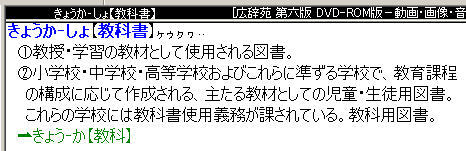 きょうか-しょ【教科書】 [広辞苑 第六版 DVD-ROM版－動画・画像・音
きょうか-しょ【教科書】ケウクヮ‥
①教授・学習の教材として使用される図書。
②小学校・中学校・高等学校およびこれらに準ずる学校で、教育課程
の構成に応じて作成される、主たる教材としての児童・生徒用図書。
これらの学校には教科書使用義務が課されている。教科用図書。
→きょう-か【教科】